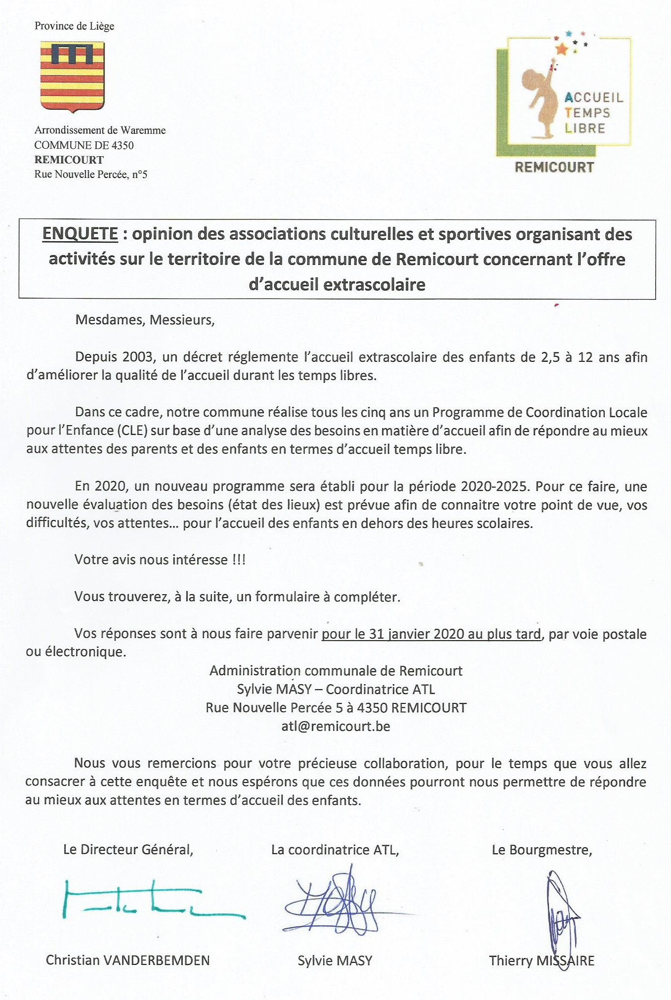 Province de Liège
Arrondissement de Waremme
COMMUNE DE 4350
REMICOURT
Rue Nouvelle Percée, n°5
ACCUEIL
TEMPS
LIBRE
REMICOURT
ENQUETE : opinion des associations culturelles et sportives organisant des
activités sur le territoire de la commune de Remicourt concernant l'offre
d'accueil extrascolaire
Mesdames, Messieurs,
Depuis 2003, un décret réglemente l'accueil extrascolaire des enfants de 2,5 à 12 ans afin
d'améliorer la qualité de l'accueil durant les temps libres.
Dans ce cadre, notre commune réalise tous les cinq ans un Programme de Coordination Locale
pour l'Enfance (CLE) sur base d'une analyse des besoins en matière d'accueil afin de répondre au mieux
aux attentes des parents et des enfants en termes d'accueil temps libre.
En 2020, un nouveau programme sera établi pour la période 2020-2025. Pour ce faire, une
nouvelle évaluation des besoins (état des lieux) est prévue afin de connaitre votre point de vue, vos
difficultés, vos attentes... pour l'accueil des enfants en dehors des heures scolaires.
Votre avis nous intéresse !!!
Vous trouverez, à la suite, un formulaire à compléter.
Vos réponses sont à nous faire parvenir pour le 31 janvier 2020 au plus tard, par voie postale
ou électronique.
Administration communale de Remicourt
Sylvie MASY – Coordinatrice ATL
Rue Nouvelle Percée 5 à 4350 REMICOURT
atl@remicourt.be
Nous vous remercions pour votre précieuse collaboration, pour le temps que vous allez
consacrer à cette enquête et nous espérons que ces données pourront nous permettre de répondre
au mieux aux attentes en termes d'accueil des enfants.
Le Directeur Général, La coordinatrice ATL, Le Bourgmestre,
Christian VANDERBEMDEN Sylvie MASY Thierry MISSAIRE